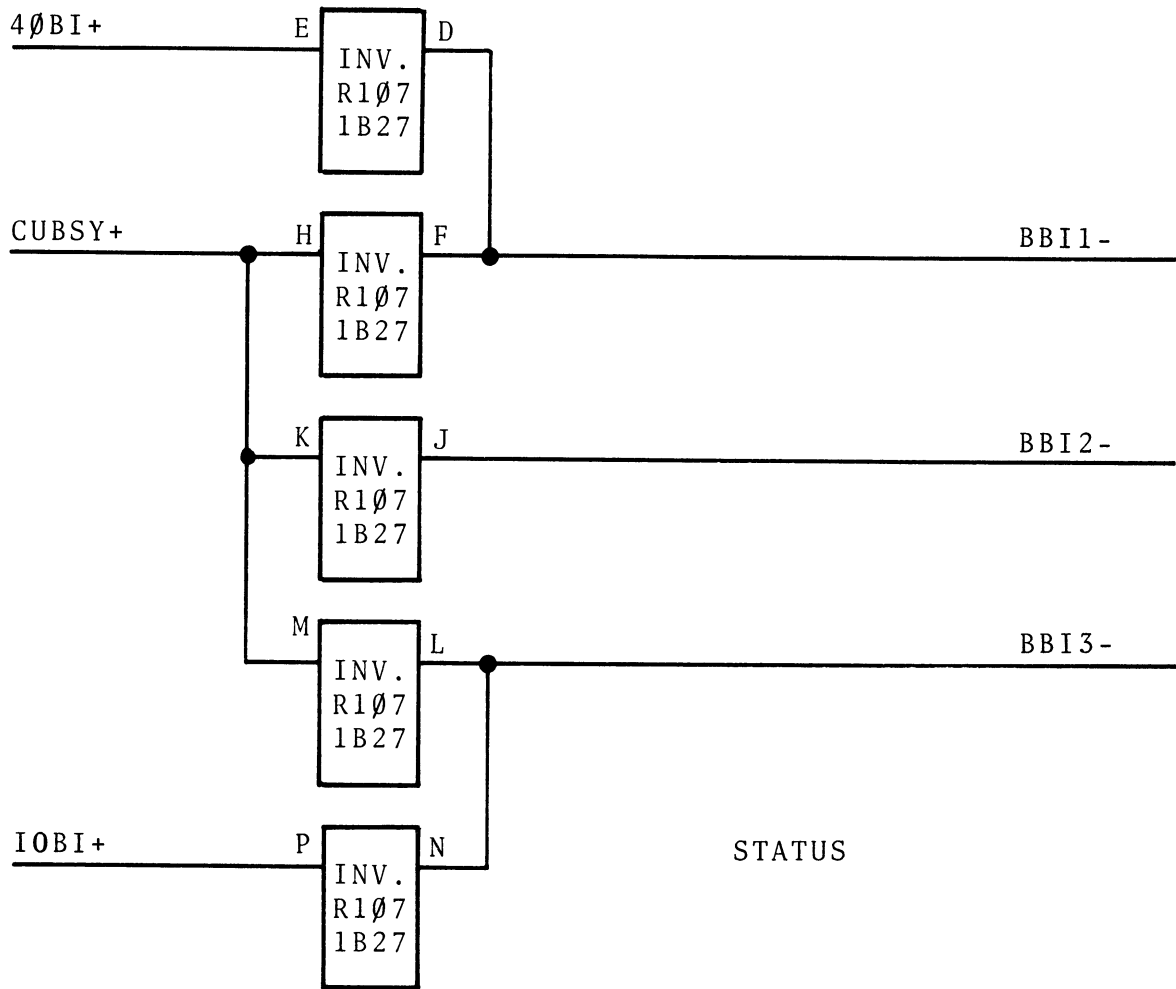 4ØBI+
E
D
INV.
R1Ø7
1B27
CUBSY+
H
F
BBI1-
INV.
R1Ø7
1B27
K
J
BBI2-
INV.
R1Ø7
1B27
M
L
BBI3-
INV.
R1Ø7
1B27
IOBI+
P
N
STATUS
INV.
R1Ø7
1B27